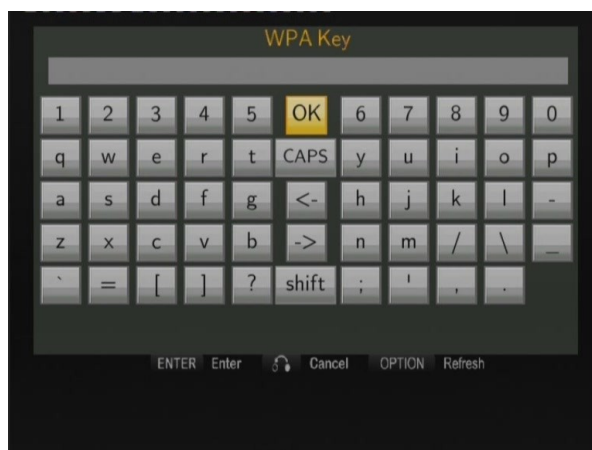 WPA Key
1 2 3 4 5 OK 6 7 8 9 0
q w e r t CAPS y u i o p
a s d f g <- h j k l -
z x c v b -> n m / \ _
` = [ ] ? shift ; ' , .
ENTER Enter Cancel OPTION Refresh